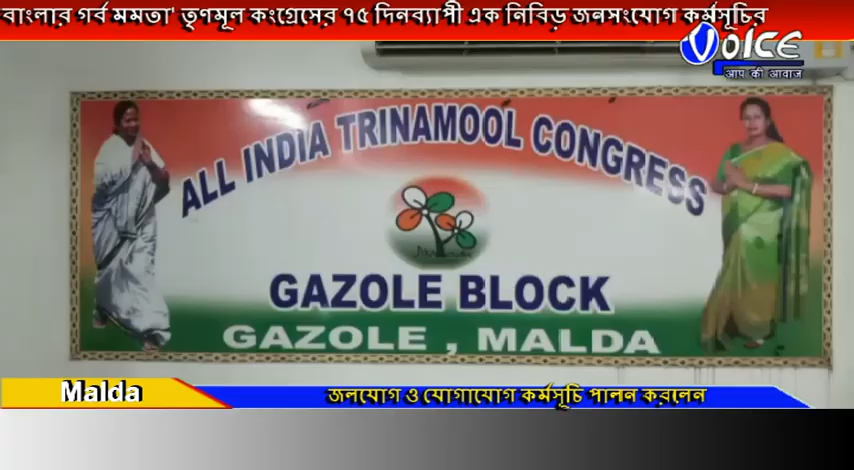 বাংলার গর্ব মমতা' তৃণমূল কংগ্রেসের ৭৫ দিনব্যাপী এক নিবিড় জনসংযোগ কর্মসূচির
VOICE
आप की आवाज
ALL INDIA TRINAMOOL CONGRESS
GAZOLE BLOCK
GAZOLE , MALDA
Malda
জলযোগ ও যোগাযোগ কর্মসূচি পালন করলেন